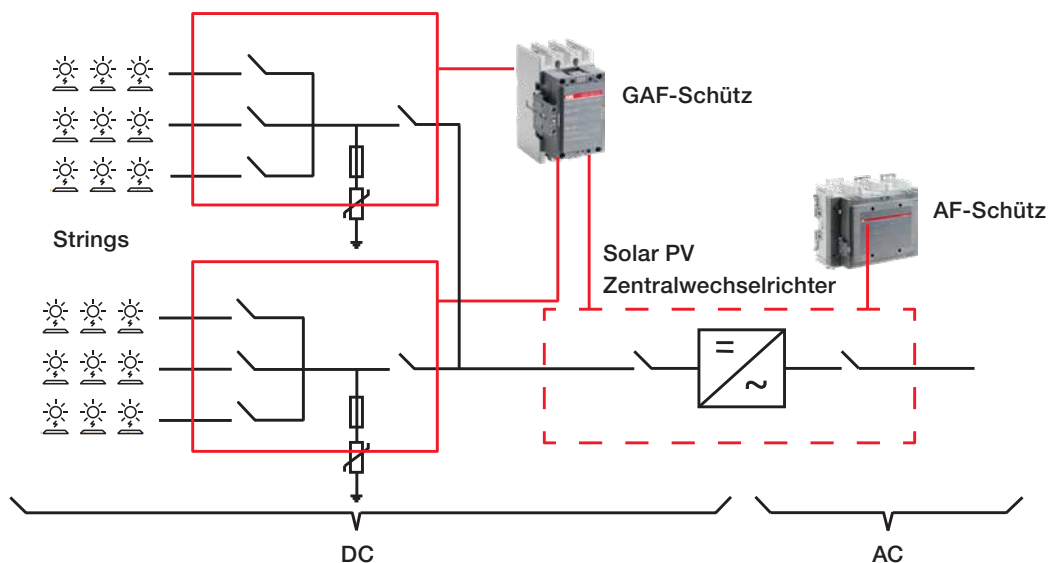 GAF-Schütz
AF-Schütz
Strings
Solar PV
Zentralwechselrichter
DC
AC